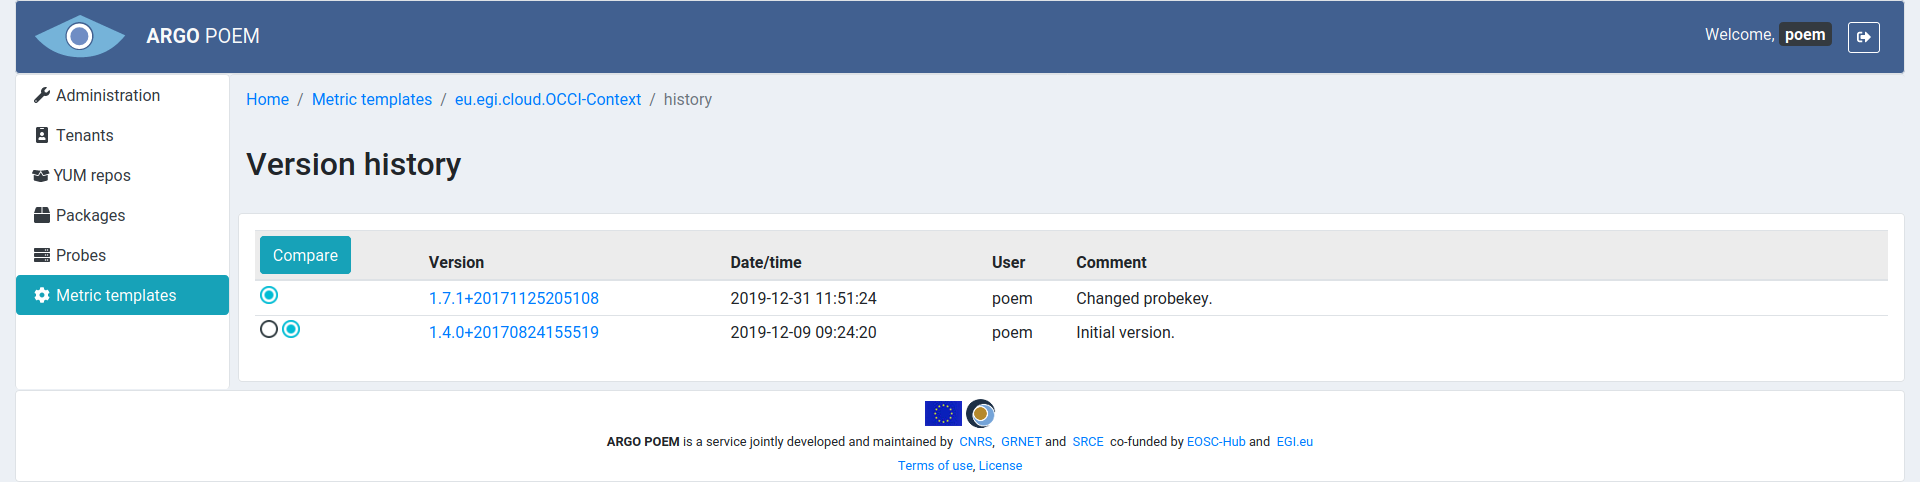 ARGO POEM
Welcome, poem
Administration
Tenants
YUM repos
Packages
Probes
Metric templates
Home / Metric templates / eu.egi.cloud.OCCI-Context / history
Version history
Compare Version Date/time User Comment
1.7.1+20171125205108 2019-12-31 11:51:24 poem Changed probekey.
1.4.0+20170824155519 2019-12-09 09:24:20 poem Initial version.
ARGO POEM is a service jointly developed and maintained by CNRS, GRNET and SRCE co-funded by EOSC-Hub and EGI.eu
Terms of use, License